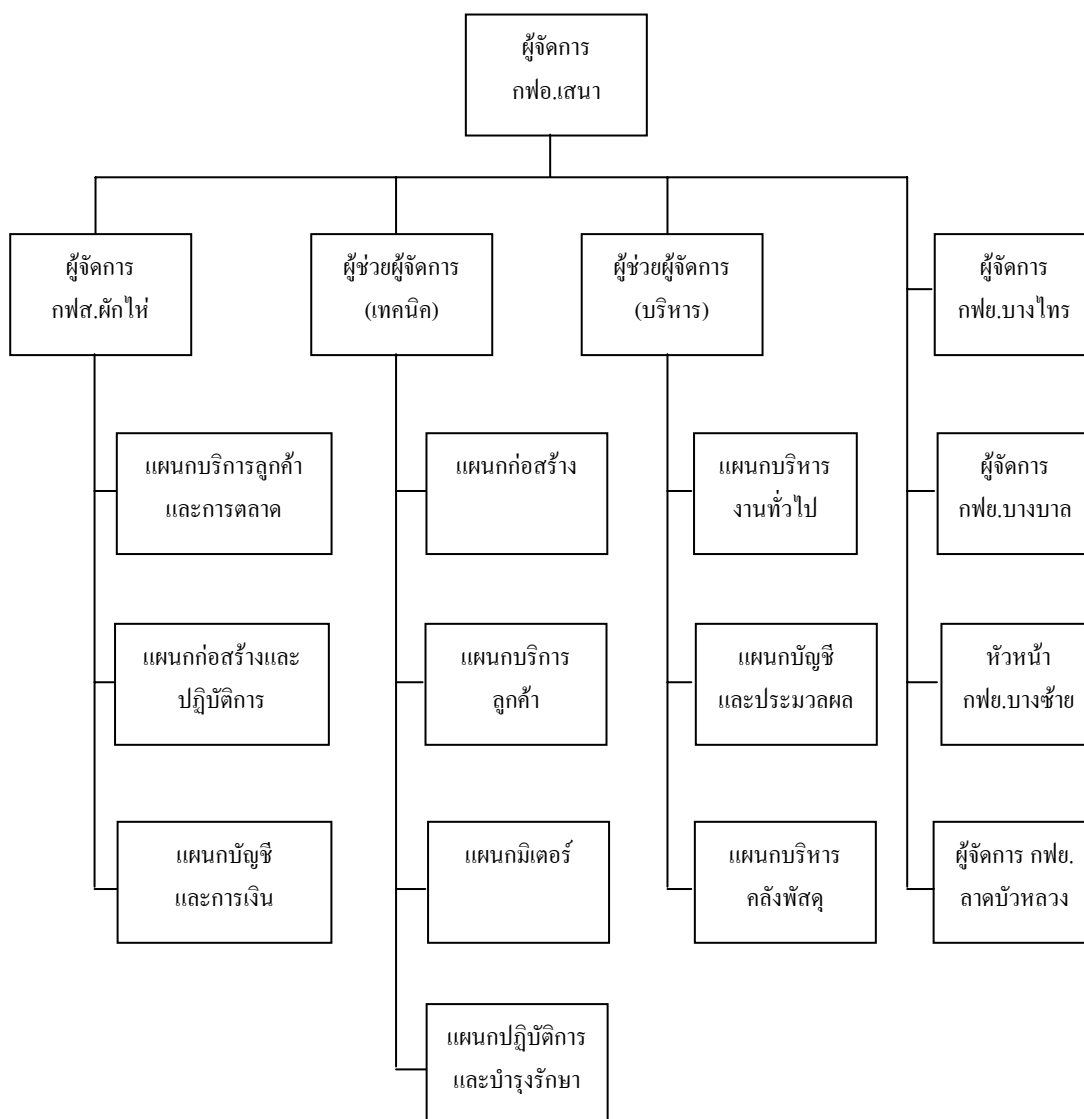 ผู้จัดการ
กฟอ.เสนา
ผู้จัดการ
กฟส.ผักไห่
ผู้ช่วยผู้จัดการ
(เทคนิค)
ผู้ช่วยผู้จัดการ
(บริหาร)
ผู้จัดการ
กฟย.บางไทร
แผนกบริการลูกค้า
และการตลาด
แผนกก่อสร้าง
แผนกบริหาร
งานทั่วไป
ผู้จัดการ
กฟย.บางบาล
แผนกก่อสร้างและ
ปฏิบัติการ
แผนกบริการ
ลูกค้า
แผนกบัญชี
และประมวลผล
หัวหน้า
กฟย.บางซ้าย
แผนกบัญชี
และการเงิน
แผนกมิเตอร์
แผนกบริหาร
คลังพัสดุ
ผู้จัดการ กฟย.
ลาดบัวหลวง
แผนกปฏิบัติการ
และบำรุงรักษา